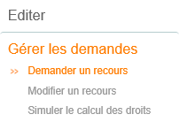 Editer
Gérer les demandes
» Demander un recours
Modifier un recours
Simuler le calcul des droits